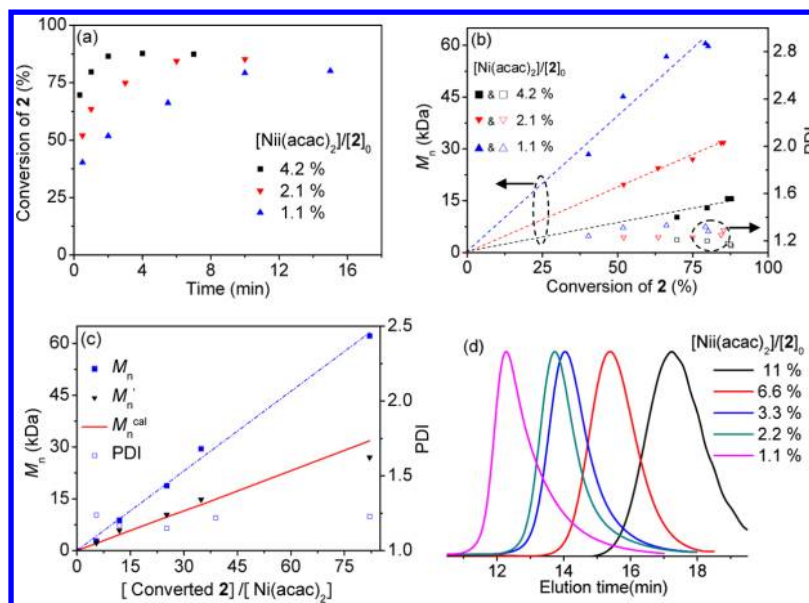 (a)
Conversion of 2 (%)
100
75
50
25
0
[Nii(acac)₂]/[2]₀
4.2 %
2.1 %
1.1 %
0 4 8 12 16
Time (min)
(b)
Mn (kDa)
60
45
30
15
0
[Ni(acac)₂]/[2]₀
& 4.2 %
& 2.1 %
& 1.1 %
2.8
2.4
2.0
1.6
1.2
PDI
0 25 50 75 100
Conversion of 2 (%)
(c)
Mn (kDa)
60
45
30
15
0
Mn
Mn'
Mn cal
PDI
2.5
2.0
1.5
1.0
PDI
0 15 30 45 60 75
[ Converted 2] /[ Ni(acac)₂]
(d)
[Nii(acac)₂]/[2]₀
11 %
6.6 %
3.3 %
2.2 %
1.1 %
12 14 16 18
Elution time(min)